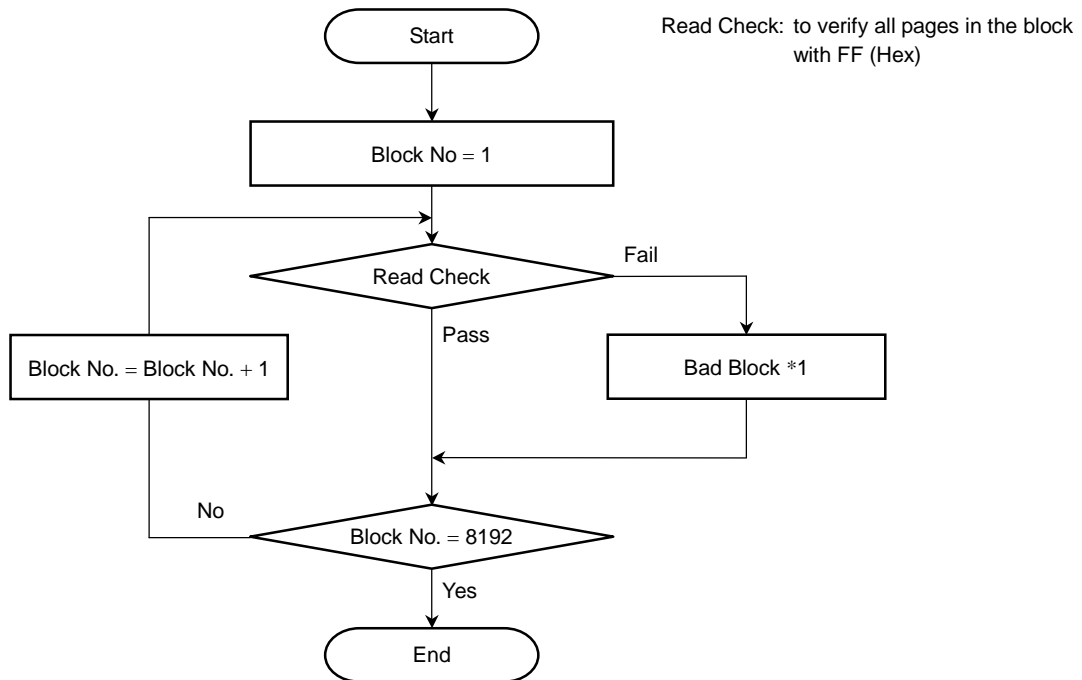 Start
Read Check: to verify all pages in the block
with FF (Hex)
Block No = 1
Fail
Read Check
Pass
Block No. = Block No. + 1
Bad Block *1
No
Block No. = 8192
Yes
End